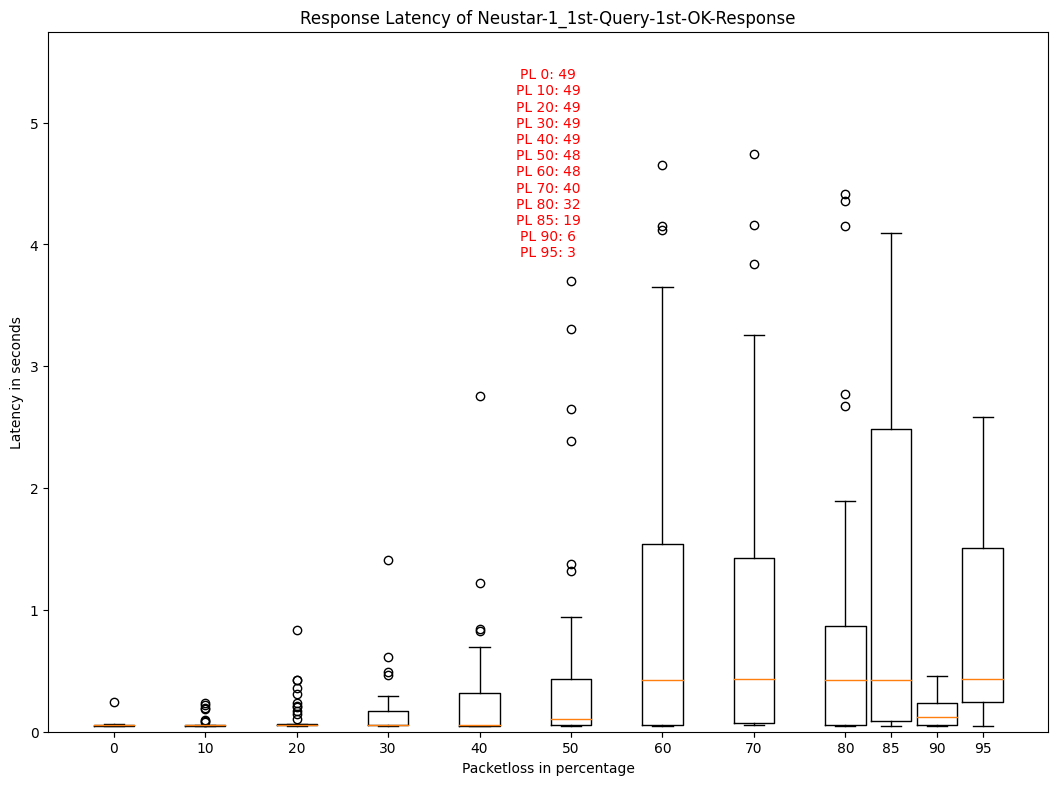 Response Latency of Neustar-1_1st-Query-1st-OK-Response
PL 0: 49
PL 10: 49
PL 20: 49
PL 30: 49
PL 40: 49
PL 50: 48
PL 60: 48
PL 70: 40
PL 80: 32
PL 85: 19
PL 90: 6
PL 95: 3
Latency in seconds
5
4
3
2
1
0
0 10 20 30 40 50 60 70 80 85 90 95
Packetloss in percentage